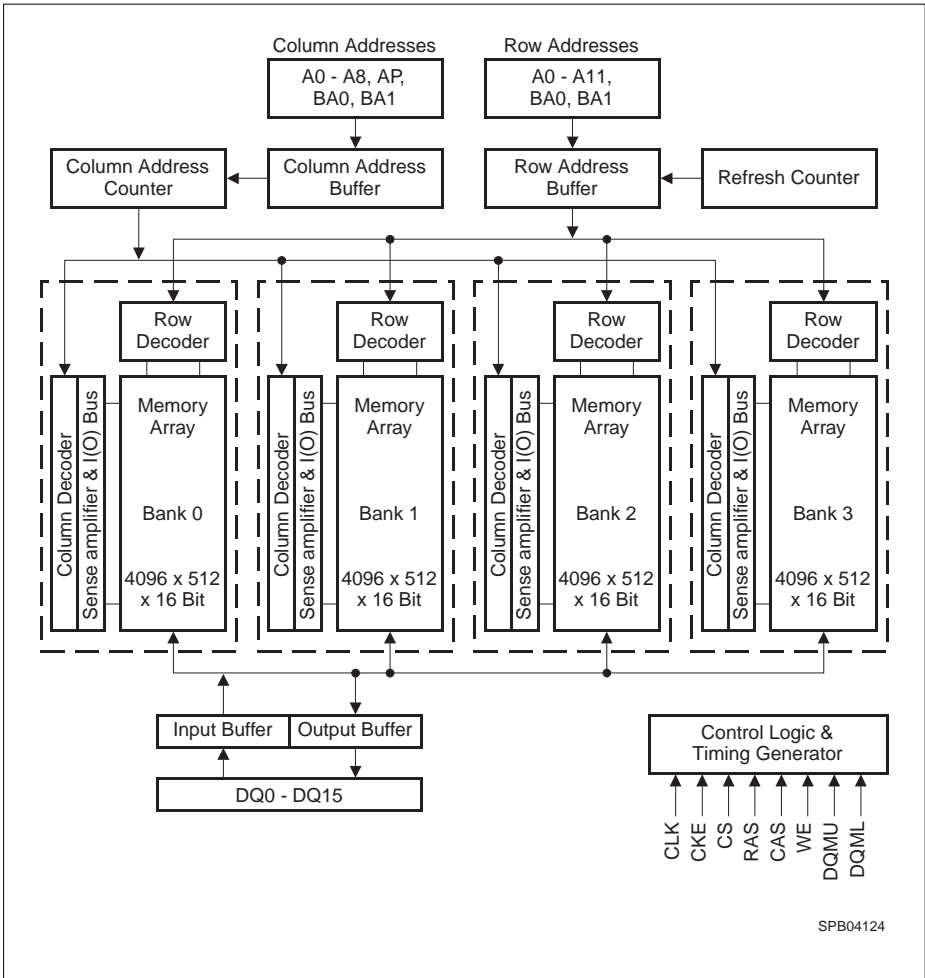 Column Addresses
Row Addresses
A0 - A8, AP,
BA0, BA1
A0 - A11,
BA0, BA1
Column Address
Counter
Column Address
Buffer
Row Address
Buffer
Refresh Counter
Row
Decoder
Row
Decoder
Row
Decoder
Row
Decoder
Column Decoder
Sense amplifier & I(O) Bus
Memory
Array
Bank 0
4096 x 512
x 16 Bit
Column Decoder
Sense amplifier & I(O) Bus
Memory
Array
Bank 1
4096 x 512
x 16 Bit
Column Decoder
Sense amplifier & I(O) Bus
Memory
Array
Bank 2
4096 x 512
x 16 Bit
Column Decoder
Sense amplifier & I(O) Bus
Memory
Array
Bank 3
4096 x 512
x 16 Bit
Input Buffer
Output Buffer
DQ0 - DQ15
Control Logic &
Timing Generator
CLK
CKE
CS
RAS
CAS
WE
DQMU
DQML
SPB04124